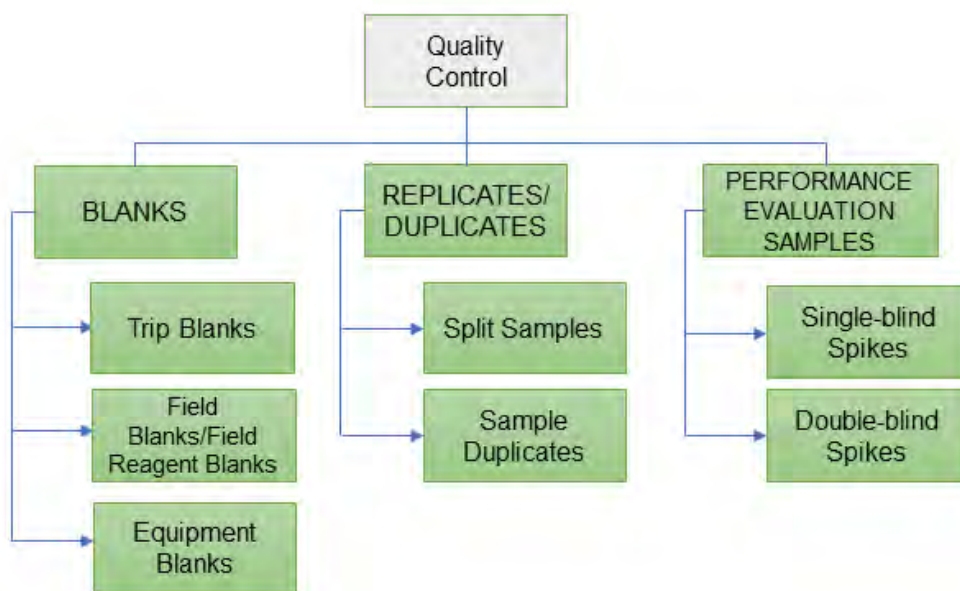 Quality
Control
BLANKS
REPLICATES/
DUPLICATES
PERFORMANCE
EVALUATION
SAMPLES
Trip Blanks
Split Samples
Single-blind
Spikes
Field
Blanks/Field
Reagent Blanks
Sample
Duplicates
Double-blind
Spikes
Equipment
Blanks